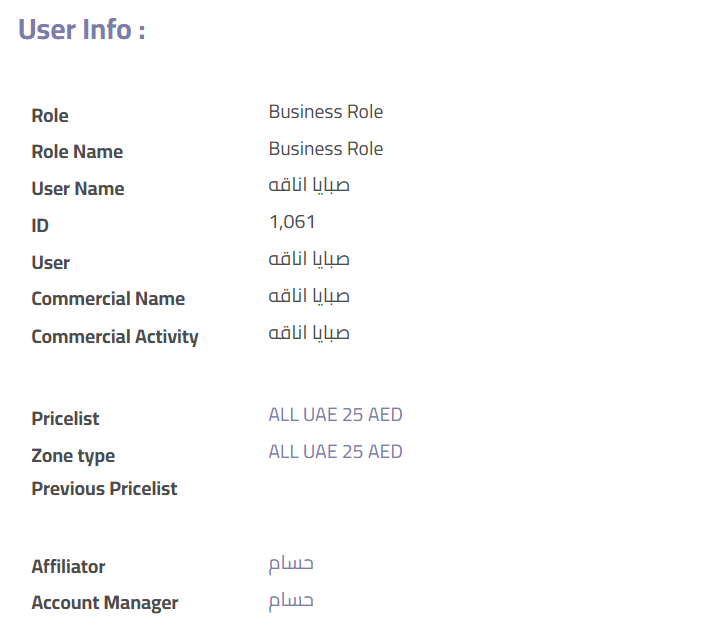 User Info :
Role Business Role
Role Name Business Role
User Name صبايا اناقه
ID 1,061
User صبايا اناقه
Commercial Name صبايا اناقه
Commercial Activity صبايا اناقه
Pricelist ALL UAE 25 AED
Zone type ALL UAE 25 AED
Previous Pricelist
Affiliator حسام
Account Manager حسام